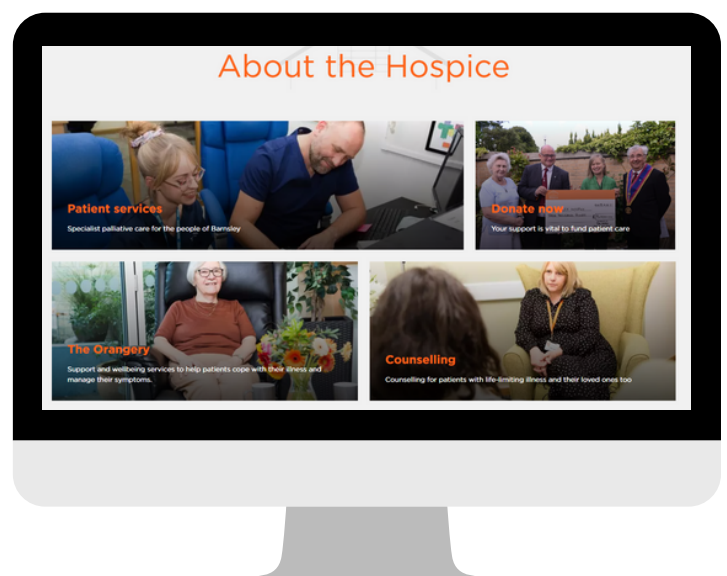 About the Hospice
Patient services
Specialist palliative care for the people of Barnsley
Donate now
Your support is vital to fund patient care
The Orangery
Support and wellbeing services to help patients cope with their illness and
manage their symptoms.
Counselling
Counselling for patients with life-limiting illness and their loved ones too